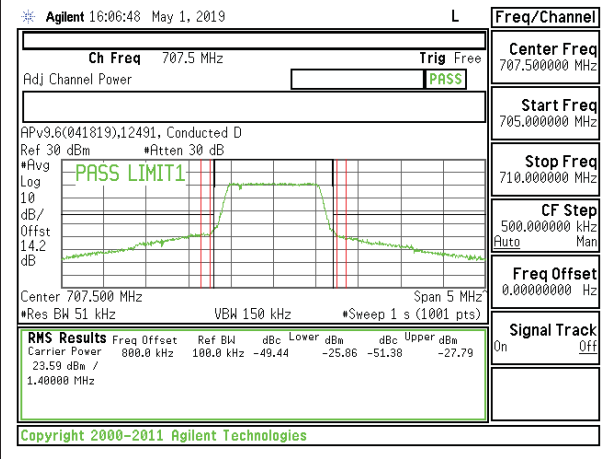 Agilent 16:06:48 May 1, 2019 L Freq/Channel
Ch Freq 707.5 MHz Trig Free
Adj Channel Power PASS
Center Freq
707.500000 MHz
Start Freq
705.000000 MHz
APv9.6(041819),12491, Conducted D
Ref 30 dBm #Atten 30 dB
#Avg
Log
10
dB/
Offst
14.2
dB
PASS LIMIT1
Stop Freq
710.000000 MHz
CF Step
500.000000 kHz
Auto Man
Freq Offset
0.00000000 Hz
Center 707.500 MHz Span 5 MHz^
#Res BW 51 kHz VBW 150 kHz #Sweep 1 s (1001 pts)
Signal Track
On Off
RMS Results Freq Offset Ref BW dBc Lower dBm dBc Upper dBm
Carrier Power 800.0 kHz 100.0 kHz -49.44 -25.86 -51.38 -27.79
23.59 dBm /
1.40000 MHz
Copyright 2000-2011 Agilent Technologies